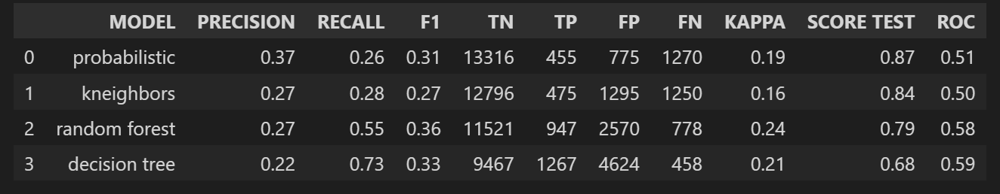 MODEL PRECISION RECALL F1 TN TP FP FN KAPPA SCORE TEST ROC
0 probabilistic 0.37 0.26 0.31 13316 455 775 1270 0.19 0.87 0.51
1 kneighbors 0.27 0.28 0.27 12796 475 1295 1250 0.16 0.84 0.50
2 random forest 0.27 0.55 0.36 11521 947 2570 778 0.24 0.79 0.58
3 decision tree 0.22 0.73 0.33 9467 1267 4624 458 0.21 0.68 0.59